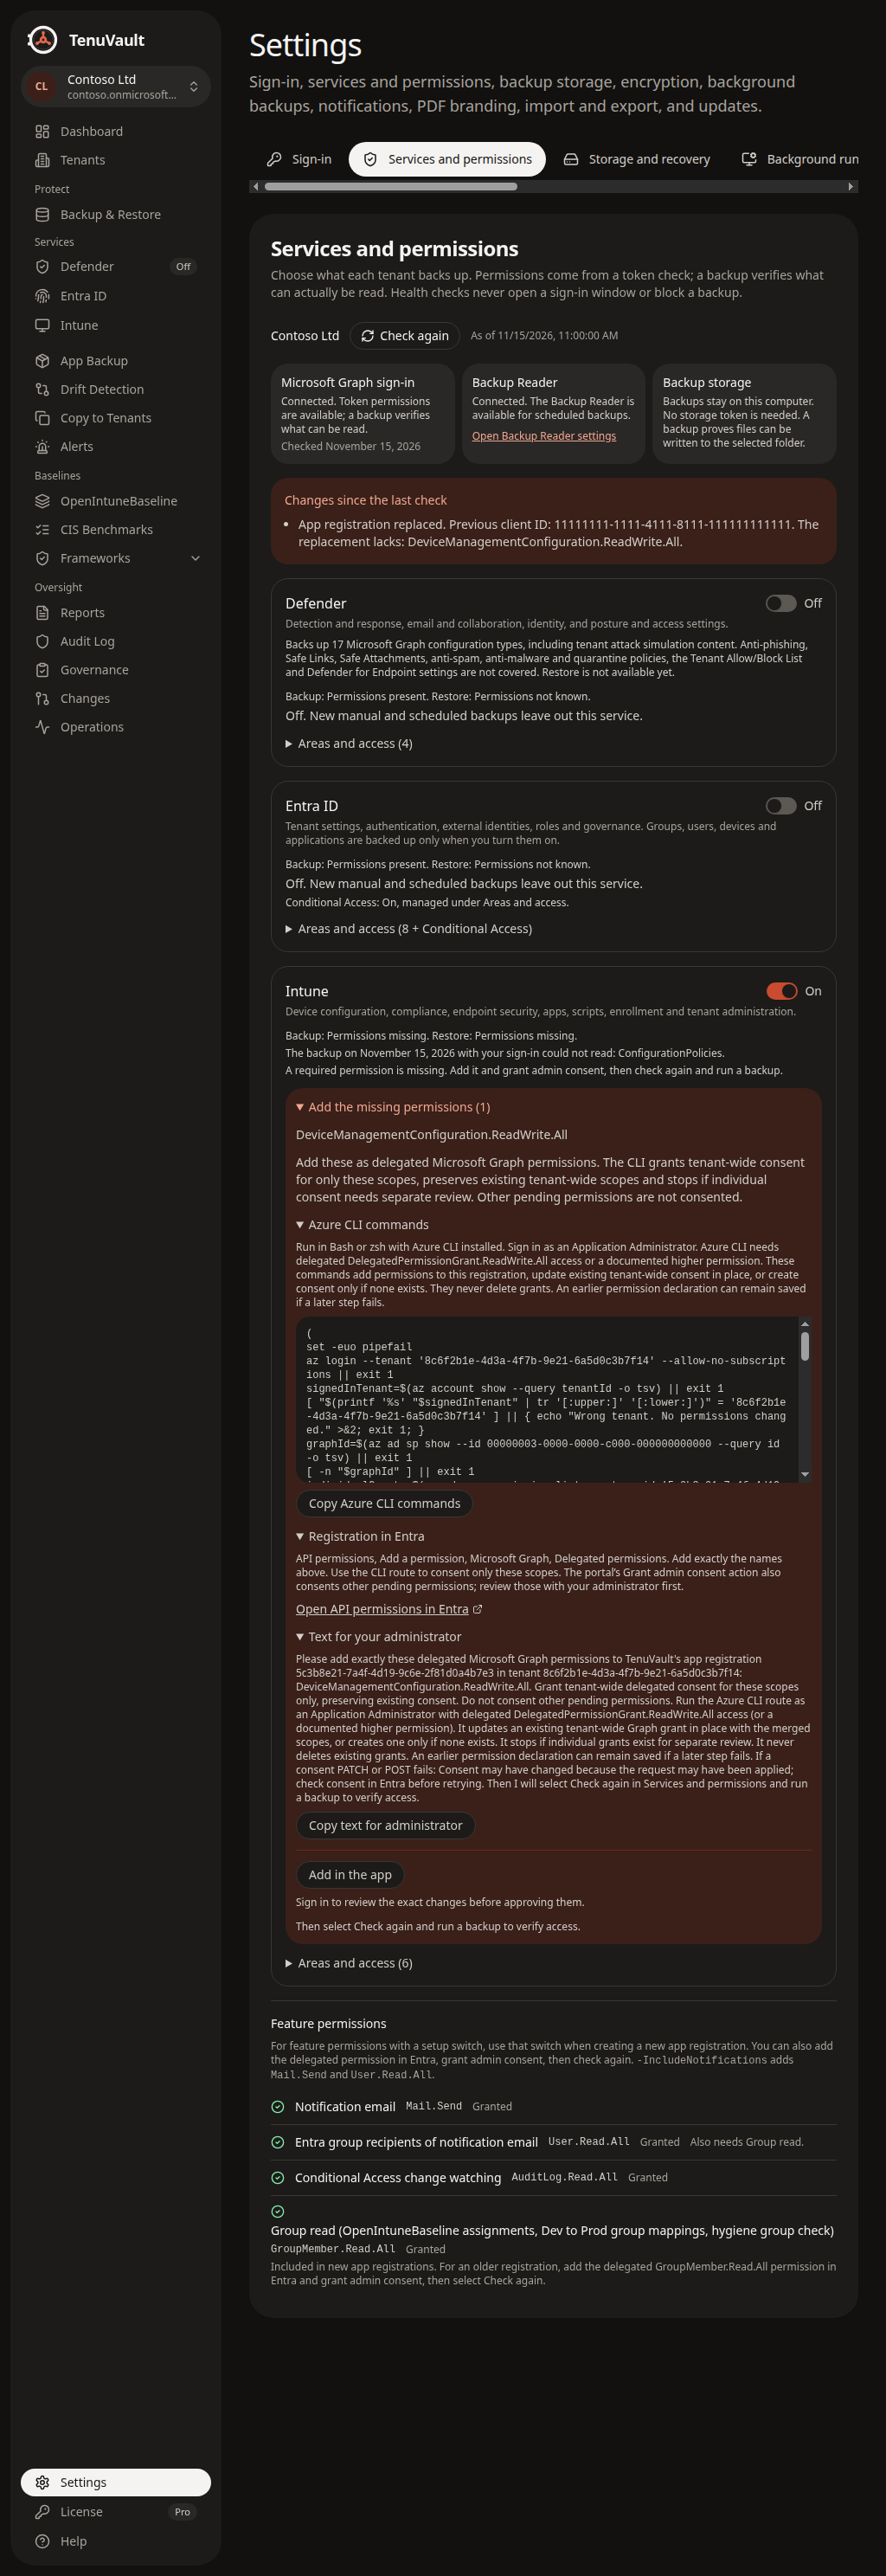 TenuVault
CL
Contoso Ltd
contoso.onmicrosoft...
Dashboard
Tenants
Protect
Backup & Restore
Services
Defender
Off
Entra ID
Intune
App Backup
Drift Detection
Copy to Tenants
Alerts
Baselines
OpenIntuneBaseline
CIS Benchmarks
Frameworks
Oversight
Reports
Audit Log
Governance
Changes
Operations
Settings
License
Pro
Help
Settings
Sign-in, services and permissions, backup storage, encryption, background
backups, notifications, PDF branding, import and export, and updates.
Sign-in
Services and permissions
Storage and recovery
Background run
Services and permissions
Choose what each tenant backs up. Permissions come from a token check; a backup verifies what
can actually be read. Health checks never open a sign-in window or block a backup.
Contoso Ltd
Check again
As of 11/15/2026, 11:00:00 AM
Microsoft Graph sign-in
Connected. Token permissions
are available; a backup verifies
what can be read.
Checked November 15, 2026
Backup Reader
Connected. The Backup Reader is
available for scheduled backups.
Open Backup Reader settings
Backup storage
Backups stay on this computer.
No storage token is needed. A
backup proves files can be
written to the selected folder.
Changes since the last check
• App registration replaced. Previous client ID: 11111111-1111-4111-8111-111111111111. The
replacement lacks: DeviceManagementConfiguration.ReadWrite.All.
Defender
Off
Detection and response, email and collaboration, identity, and posture and access settings.
Backs up 17 Microsoft Graph configuration types, including tenant attack simulation content. Anti-phishing,
Safe Links, Safe Attachments, anti-spam, anti-malware and quarantine policies, the Tenant Allow/Block List
and Defender for Endpoint settings are not covered. Restore is not available yet.
Backup: Permissions present. Restore: Permissions not known.
Off. New manual and scheduled backups leave out this service.
▶ Areas and access (4)
Entra ID
Off
Tenant settings, authentication, external identities, roles and governance. Groups, users, devices and
applications are backed up only when you turn them on.
Backup: Permissions present. Restore: Permissions not known.
Off. New manual and scheduled backups leave out this service.
Conditional Access: On, managed under Areas and access.
▶ Areas and access (8 + Conditional Access)
Intune
On
Device configuration, compliance, endpoint security, apps, scripts, enrollment and tenant administration.
Backup: Permissions missing. Restore: Permissions missing.
The backup on November 15, 2026 with your sign-in could not read: ConfigurationPolicies.
A required permission is missing. Add it and grant admin consent, then check again and run a backup.
▼ Add the missing permissions (1)
DeviceManagementConfiguration.ReadWrite.All
Add these as delegated Microsoft Graph permissions. The CLI grants tenant-wide consent
for only these scopes, preserves existing tenant-wide scopes and stops if individual
consent needs separate review. Other pending permissions are not consented.
▼ Azure CLI commands
Run in Bash or zsh with Azure CLI installed. Sign in as an Application Administrator. Azure CLI needs
delegated DelegatedPermissionGrant.ReadWrite.All access or a documented higher permission. These
commands add permissions to this registration, update existing tenant-wide consent in place, or create
consent only if none exists. They never delete grants. An earlier permission declaration can remain saved
if a later step fails.
(
set -euo pipefail
az login --tenant '8c6f2b1e-4d3a-4f7b-9e21-6a5d0c3b7f14' --allow-no-subscript
ions || exit 1
signedInTenant=$(az account show --query tenantId -o tsv) || exit 1
[ "$(printf '%s' "$signedInTenant" | tr '[:upper:]' '[:lower:]')" = '8c6f2b1e
-4d3a-4f7b-9e21-6a5d0c3b7f14' ] || { echo "Wrong tenant. No permissions chang
ed." >&2; exit 1; }
graphId=$(az ad sp show --id 00000003-0000-0000-c000-000000000000 --query id
-o tsv) || exit 1
[ -n "$graphId" ] || exit 1
Copy Azure CLI commands
▼ Registration in Entra
API permissions, Add a permission, Microsoft Graph, Delegated permissions. Add exactly the names
above. Use the CLI route to consent only these scopes. The portal's Grant admin consent action also
consents other pending permissions; review those with your administrator first.
Open API permissions in Entra
▼ Text for your administrator
Please add exactly these delegated Microsoft Graph permissions to TenuVault's app registration
5c3b8e21-7a4f-4d19-9c6e-2f81d0a4b7e3 in tenant 8c6f2b1e-4d3a-4f7b-9e21-6a5d0c3b7f14:
DeviceManagementConfiguration.ReadWrite.All. Grant tenant-wide delegated consent for these scopes
only, preserving existing consent. Do not consent other pending permissions. Run the Azure CLI route as
an Application Administrator with delegated DelegatedPermissionGrant.ReadWrite.All access (or a
documented higher permission). It updates an existing tenant-wide Graph grant in place with the merged
scopes, or creates one only if none exists. It stops if individual grants exist for separate review. It never
deletes existing grants. An earlier permission declaration can remain saved if a later step fails. If a
consent PATCH or POST fails: Consent may have changed because the request may have been applied;
check consent in Entra before retrying. Then I will select Check again in Services and permissions and run
a backup to verify access.
Copy text for administrator
Add in the app
Sign in to review the exact changes before approving them.
Then select Check again and run a backup to verify access.
▶ Areas and access (6)
Feature permissions
For feature permissions with a setup switch, use that switch when creating a new app registration. You can also add
the delegated permission in Entra, grant admin consent, then check again. -IncludeNotifications adds
Mail.Send and User.Read.All.
Notification email Mail.Send Granted
Entra group recipients of notification email User.Read.All Granted Also needs Group read.
Conditional Access change watching AuditLog.Read.All Granted
Group read (OpenIntuneBaseline assignments, Dev to Prod group mappings, hygiene group check)
GroupMember.Read.All Granted
Included in new app registrations. For an older registration, add the delegated GroupMember.Read.All permission in
Entra and grant admin consent, then select Check again.